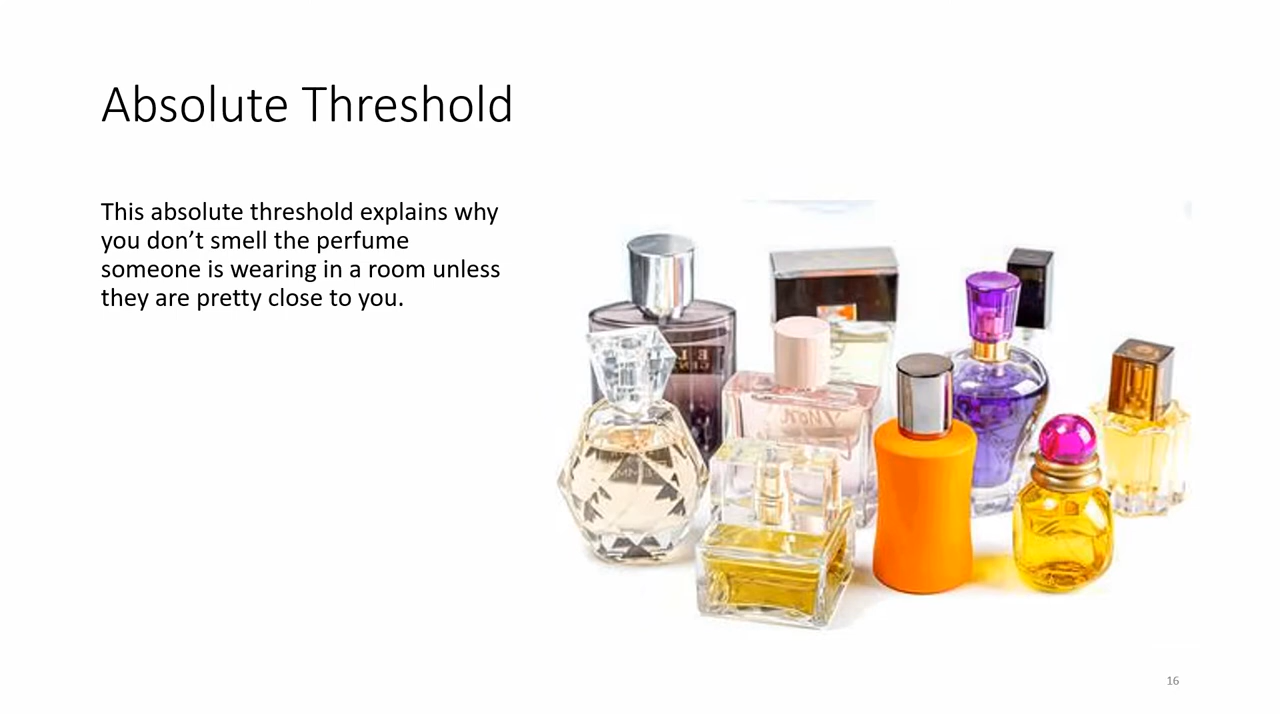 Absolute Threshold
This absolute threshold explains why
you don’t smell the perfume
someone is wearing in a room unless
they are pretty close to you.
16